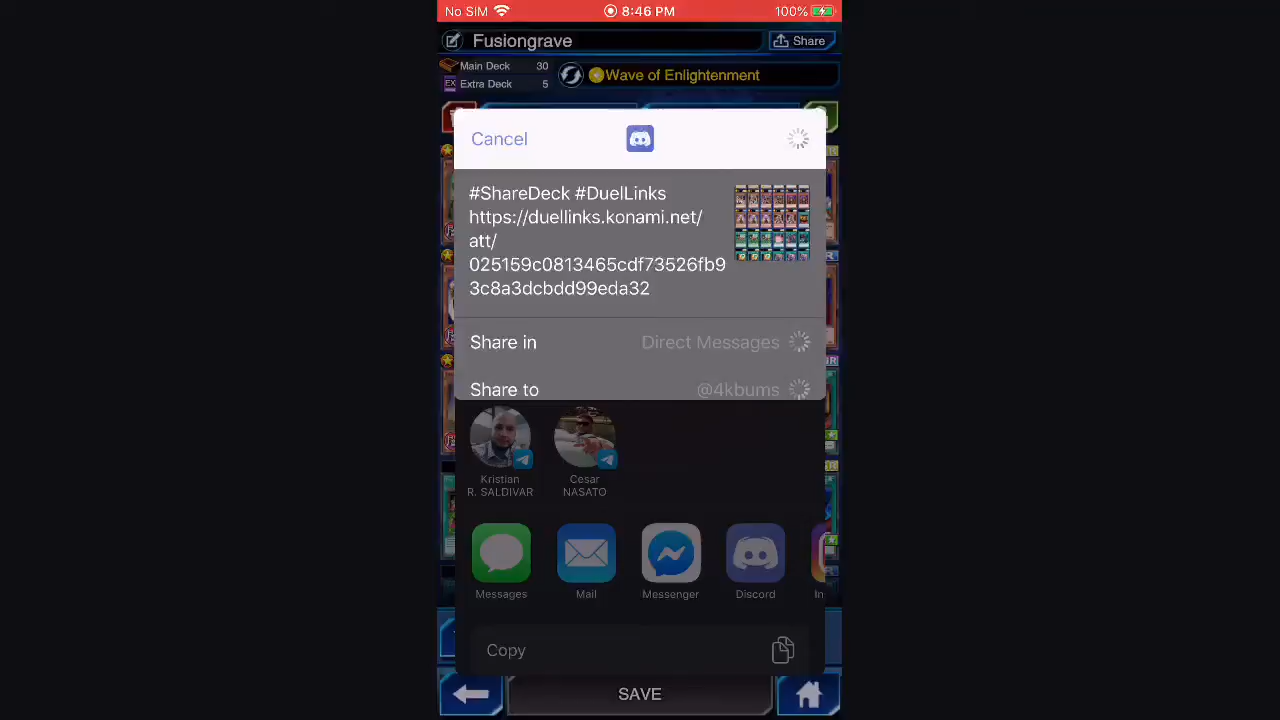 No SIM 8:46 PM 100%
Fusiongrave Share
Main Deck 30
Extra Deck 5
Wave of Enlightenment
Cancel
#ShareDeck #DuelLinks
https://duellinks.konami.net/
att/
025159c0813465cdf73526fb9
3c8a3dcbdd99eda32
Share in Direct Messages
Share to @4kbums
Kristian
R. SALDIVAR
Cesar
NASATO
Messages Mail Messenger Discord In
Copy
SAVE